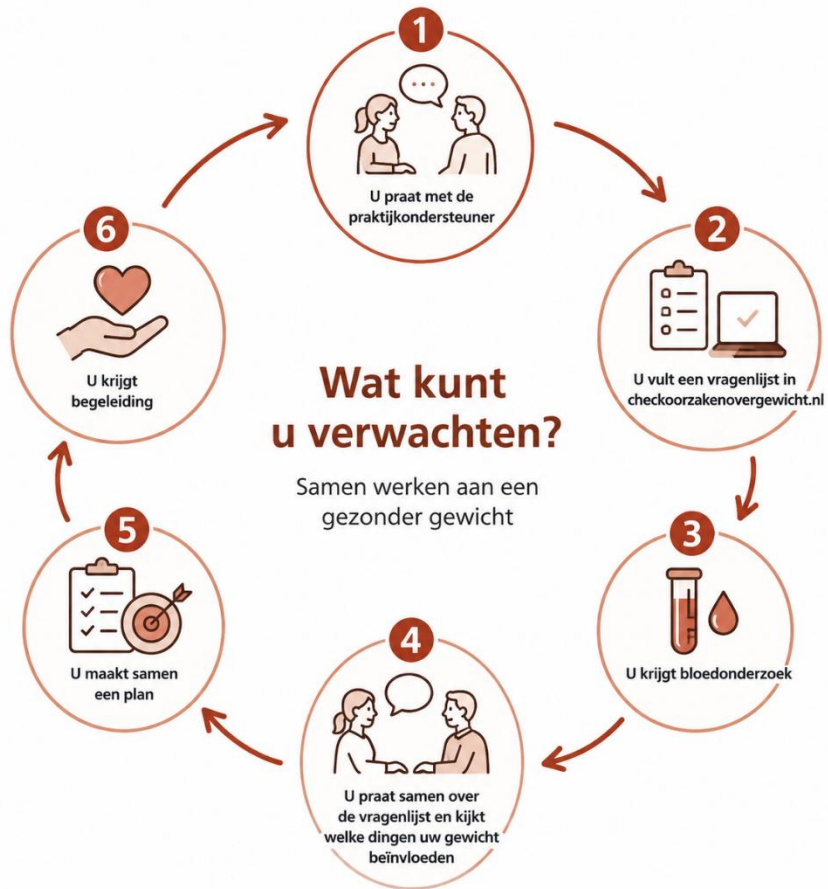 1
U praat met de
praktijkondersteuner
2
U vult een vragenlijst in
checkoorzakenovergewicht.nl
3
U krijgt bloedonderzoek
4
U praat samen over
de vragenlijst en kijkt
welke dingen uw gewicht
beïnvloeden
5
U maakt samen
een plan
6
U krijgt
begeleiding
Wat kunt
u verwachten?
Samen werken aan een
gezonder gewicht